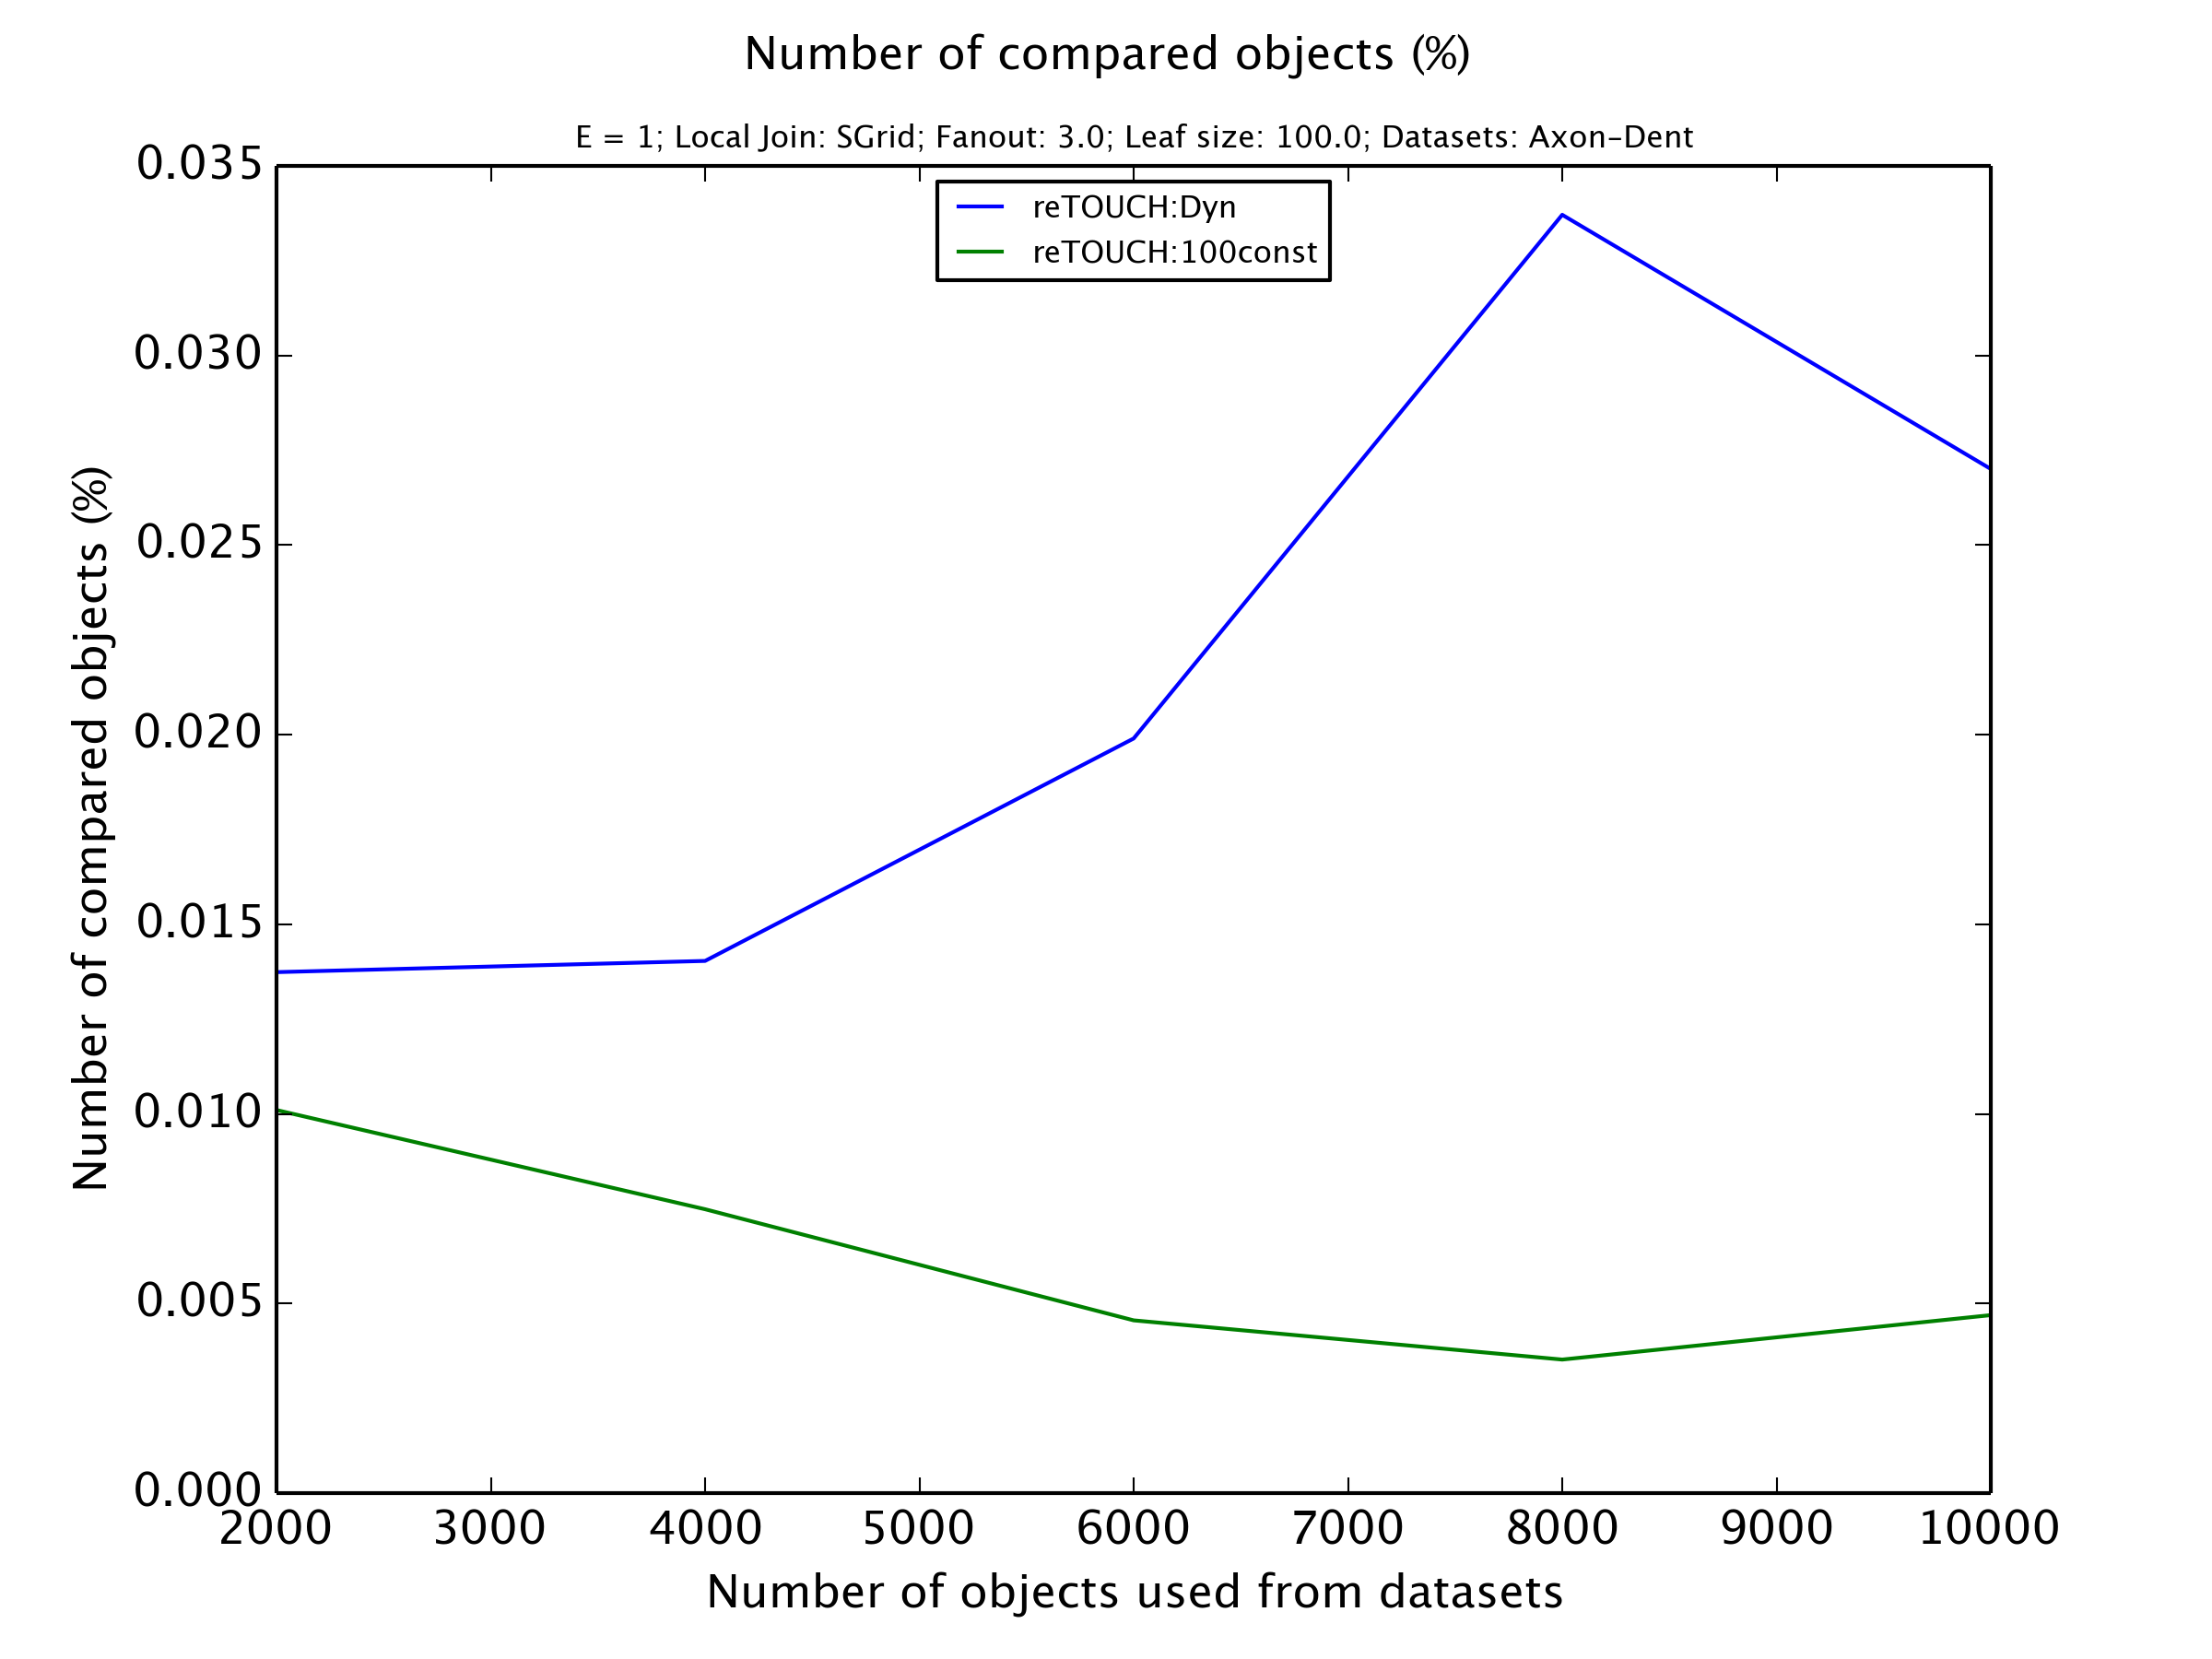 Number of compared objects (%)
E = 1; Local Join: SGrid; Fanout: 3.0; Leaf size: 100.0; Datasets: Axon-Dent
reTOUCH:Dyn
reTOUCH:100const
0.035
0.030
0.025
0.020
0.015
0.010
0.005
0.000
Number of compared objects (%)
2000 3000 4000 5000 6000 7000 8000 9000 10000
Number of objects used from datasets